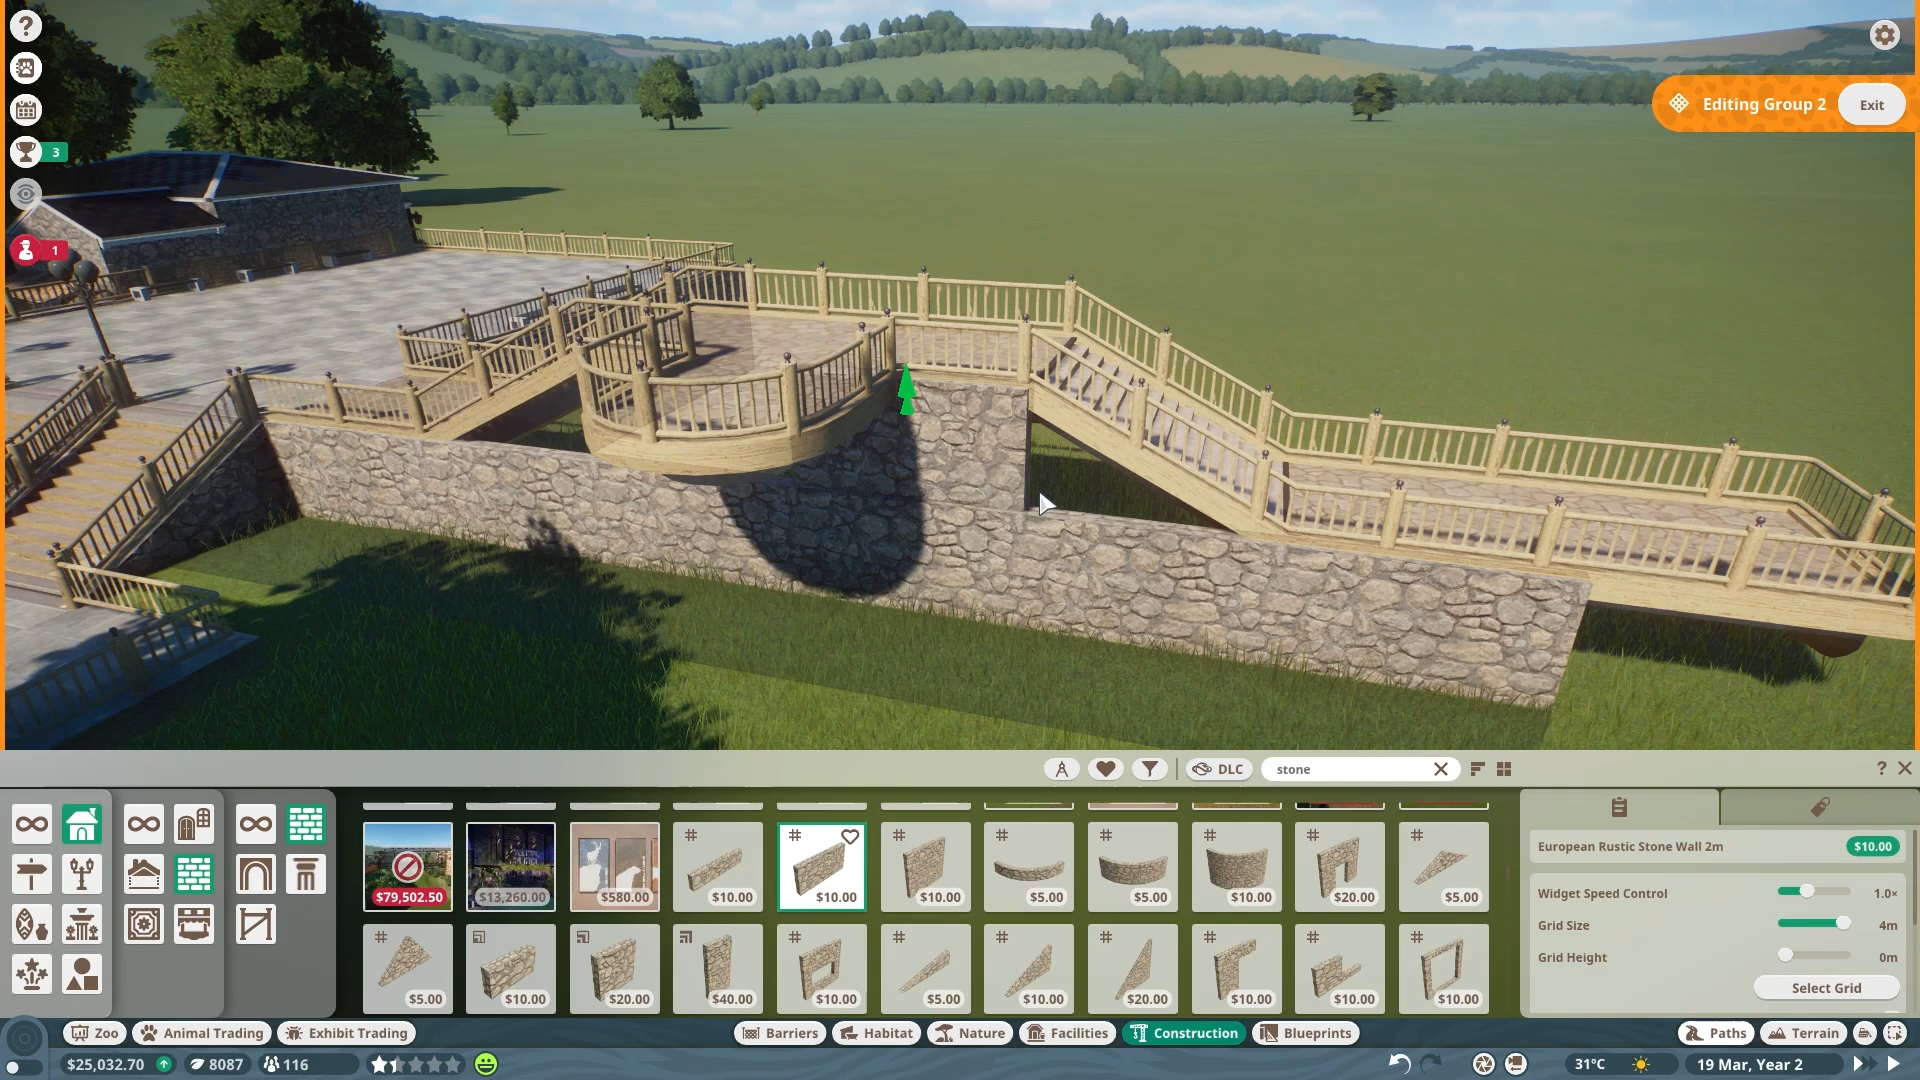 ?
Editing Group 2 Exit
3
1
DLC stone
?
$79,502.50 $13,260.00 $580.00 $10.00 $10.00 $10.00 $5.00 $5.00 $10.00 $20.00 $5.00
$5.00 $10.00 $20.00 $40.00 $10.00 $5.00 $10.00 $20.00 $10.00 $10.00 $10.00
European Rustic Stone Wall 2m $10.00
Widget Speed Control 1.0×
Grid Size 4m
Grid Height 0m
Select Grid
Zoo Animal Trading Exhibit Trading Barriers Habitat Nature Facilities Construction Blueprints Paths Terrain
$25,032.70 8087 116 31°C 19 Mar, Year 2